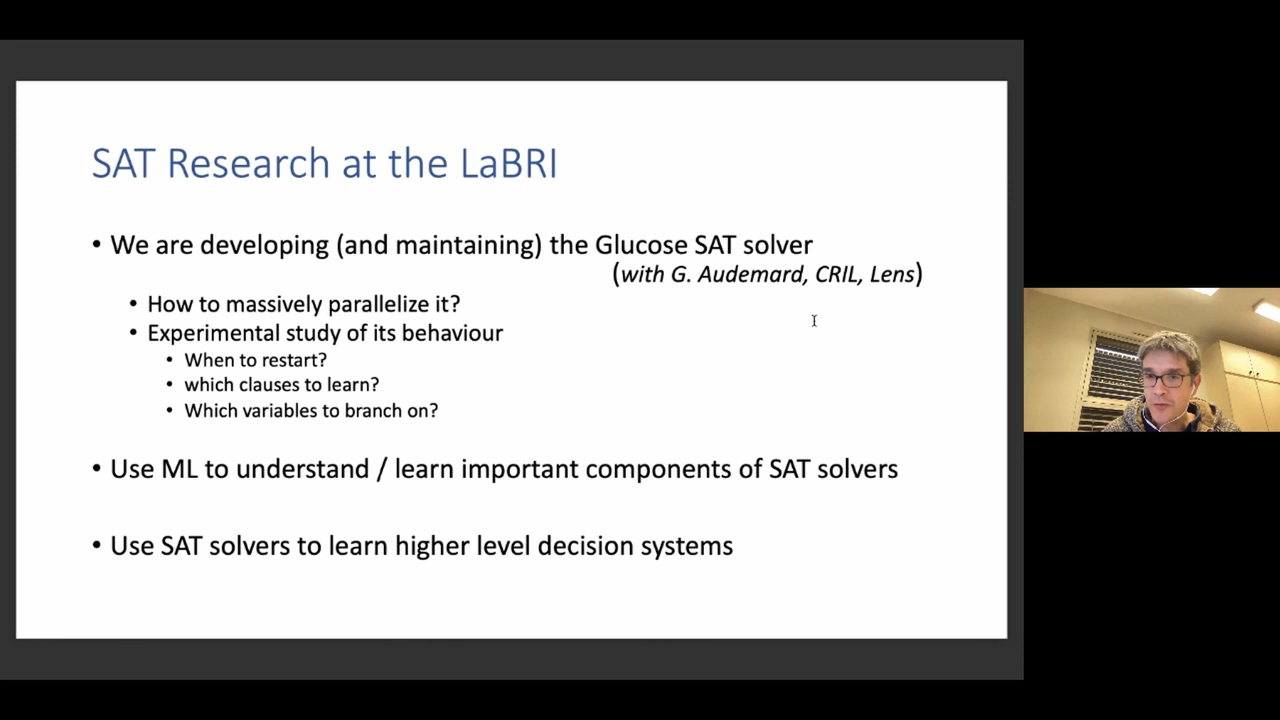 SAT Research at the LaBRI
• We are developing (and maintaining) the Glucose SAT solver
(with G. Audemard, CRIL, Lens)
• How to massively parallelize it?
• Experimental study of its behaviour
• When to restart?
• which clauses to learn?
• Which variables to branch on?
• Use ML to understand / learn important components of SAT solvers
• Use SAT solvers to learn higher level decision systems